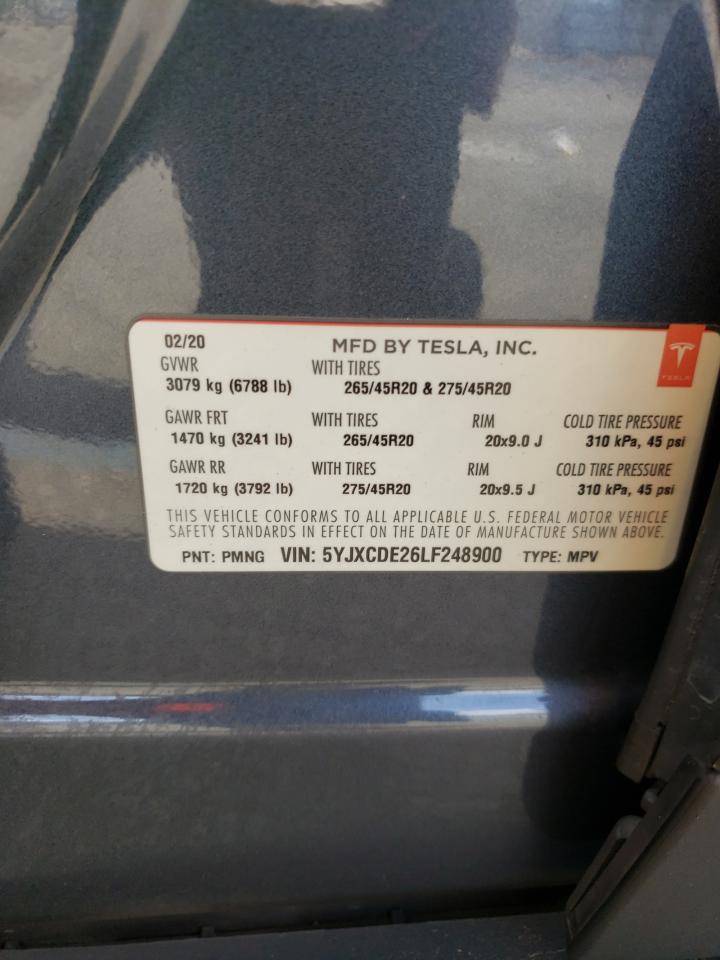 02/20 MFD BY TESLA, INC.
TESLA
GVWR WITH TIRES
3079 kg (6788 lb) 265/45R20 & 275/45R20
GAWR FRT WITH TIRES RIM COLD TIRE PRESSURE
1470 kg (3241 lb) 265/45R20 20x9.0 J 310 kPa, 45 psi
GAWR RR WITH TIRES RIM COLD TIRE PRESSURE
1720 kg (3792 lb) 275/45R20 20x9.5 J 310 kPa, 45 psi
THIS VEHICLE CONFORMS TO ALL APPLICABLE U.S. FEDERAL MOTOR VEHICLE
SAFETY STANDARDS IN EFFECT ON THE DATE OF MANUFACTURE SHOWN ABOVE.
PNT: PMNG VIN: 5YJXCDE26LF248900 TYPE: MPV